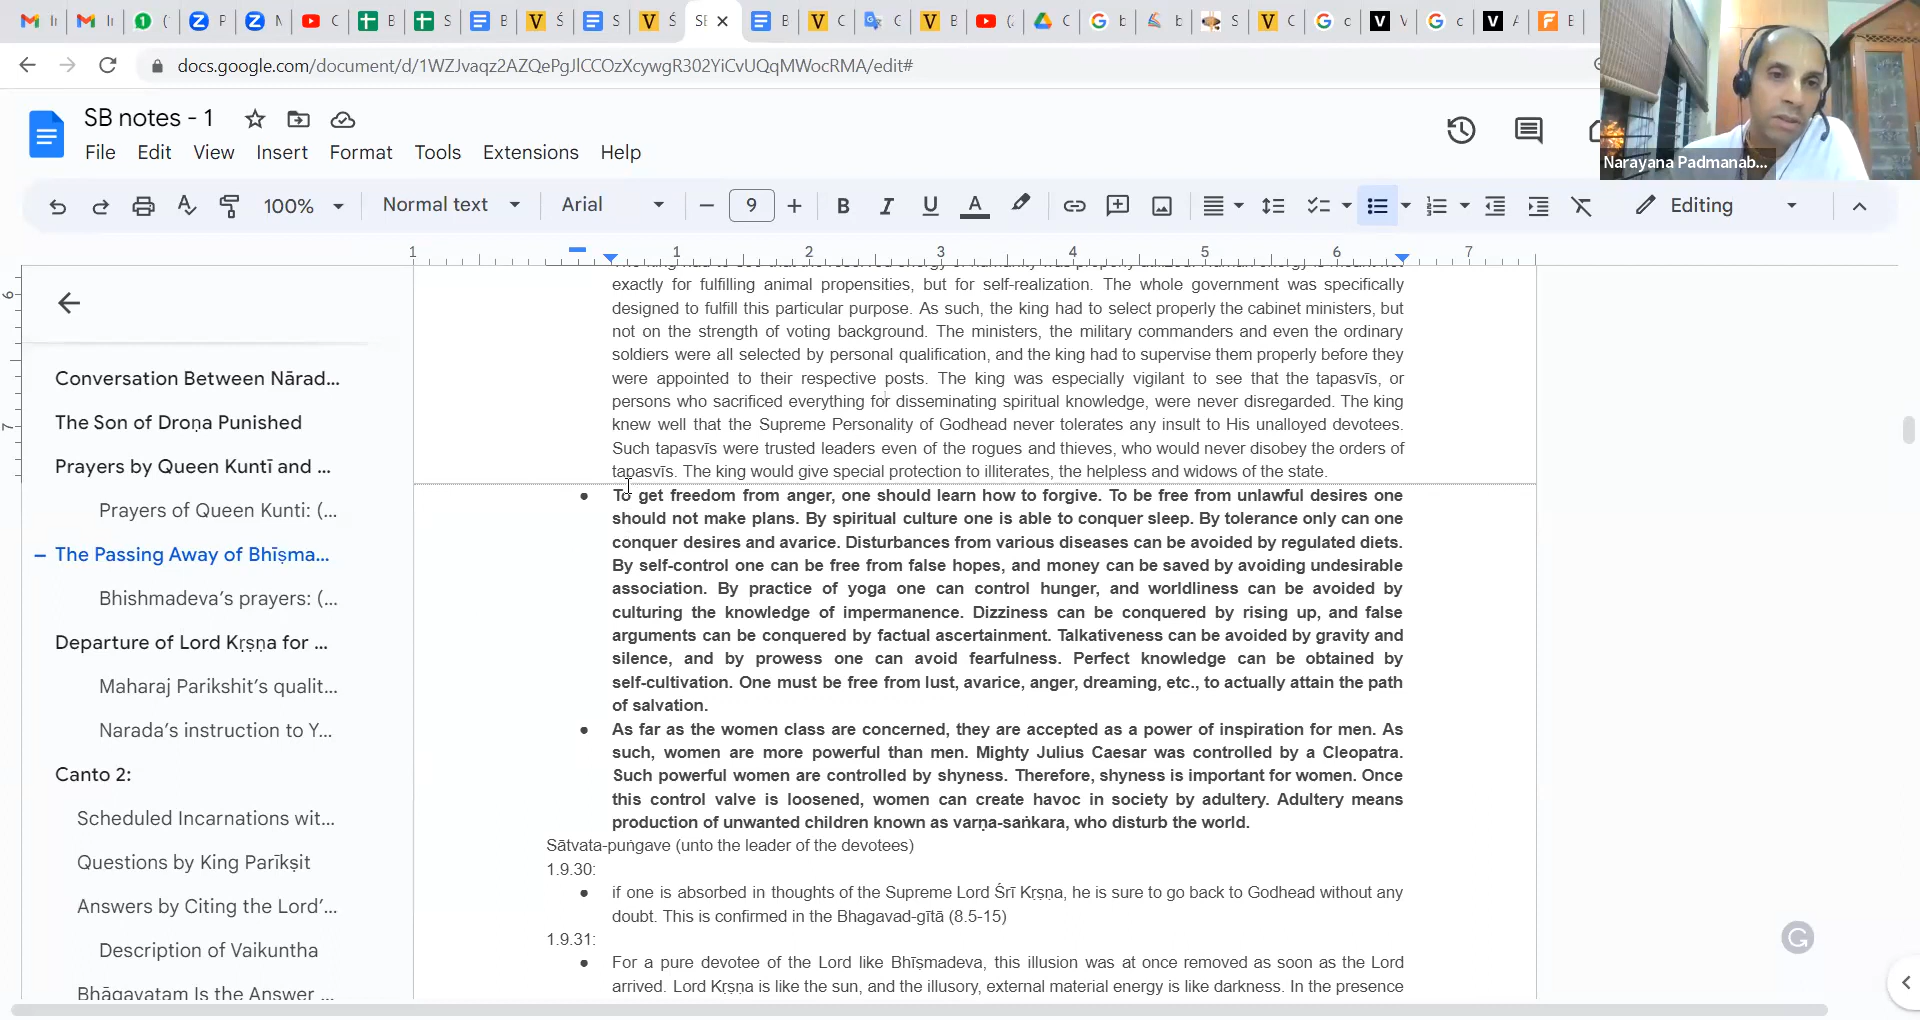 docs.google.com/document/d/1WZJvaqz2AZQePgJlCCOzXcywgR302YiCvUQqMWocRMA/edit#
SB notes - 1
File Edit View Insert Format Tools Extensions Help
Narayana Padmanab...
100% Normal text Arial 9 Editing
1 1 2 3 4 5 6 7
exactly for fulfilling animal propensities, but for self-realization. The whole government was specifically
designed to fulfill this particular purpose. As such, the king had to select properly the cabinet ministers, but
not on the strength of voting background. The ministers, the military commanders and even the ordinary
soldiers were all selected by personal qualification, and the king had to supervise them properly before they
were appointed to their respective posts. The king was especially vigilant to see that the tapasvīs, or
persons who sacrificed everything for disseminating spiritual knowledge, were never disregarded. The king
knew well that the Supreme Personality of Godhead never tolerates any insult to His unalloyed devotees.
Such tapasvīs were trusted leaders even of the rogues and thieves, who would never disobey the orders of
tapasvīs. The king would give special protection to illiterates, the helpless and widows of the state.
● To get freedom from anger, one should learn how to forgive. To be free from unlawful desires one
should not make plans. By spiritual culture one is able to conquer sleep. By tolerance only can one
conquer desires and avarice. Disturbances from various diseases can be avoided by regulated diets.
By self-control one can be free from false hopes, and money can be saved by avoiding undesirable
association. By practice of yoga one can control hunger, and worldliness can be avoided by
culturing the knowledge of impermanence. Dizziness can be conquered by rising up, and false
arguments can be conquered by factual ascertainment. Talkativeness can be avoided by gravity and
silence, and by prowess one can avoid fearfulness. Perfect knowledge can be obtained by
self-cultivation. One must be free from lust, avarice, anger, dreaming, etc., to actually attain the path
of salvation.
● As far as the women class are concerned, they are accepted as a power of inspiration for men. As
such, women are more powerful than men. Mighty Julius Caesar was controlled by a Cleopatra.
Such powerful women are controlled by shyness. Therefore, shyness is important for women. Once
this control valve is loosened, women can create havoc in society by adultery. Adultery means
production of unwanted children known as varṇa-saṅkara, who disturb the world.
Sātvata-puṅgave (unto the leader of the devotees)
1.9.30:
● if one is absorbed in thoughts of the Supreme Lord Śrī Kṛṣṇa, he is sure to go back to Godhead without any
doubt. This is confirmed in the Bhagavad-gītā (8.5-15)
1.9.31:
● For a pure devotee of the Lord like Bhīṣmadeva, this illusion was at once removed as soon as the Lord
arrived. Lord Kṛṣṇa is like the sun, and the illusory, external material energy is like darkness. In the presence
Conversation Between Nārad...
The Son of Droṇa Punished
Prayers by Queen Kuntī and ...
Prayers of Queen Kunti: (...
The Passing Away of Bhīṣma...
Bhishmadeva's prayers: (...
Departure of Lord Kṛṣṇa for ...
Maharaj Parikshit's qualit...
Narada's instruction to Y...
Canto 2:
Scheduled Incarnations wit...
Questions by King Parīkṣit
Answers by Citing the Lord'...
Description of Vaikuntha
Bhāgavatam Is the Answer ...